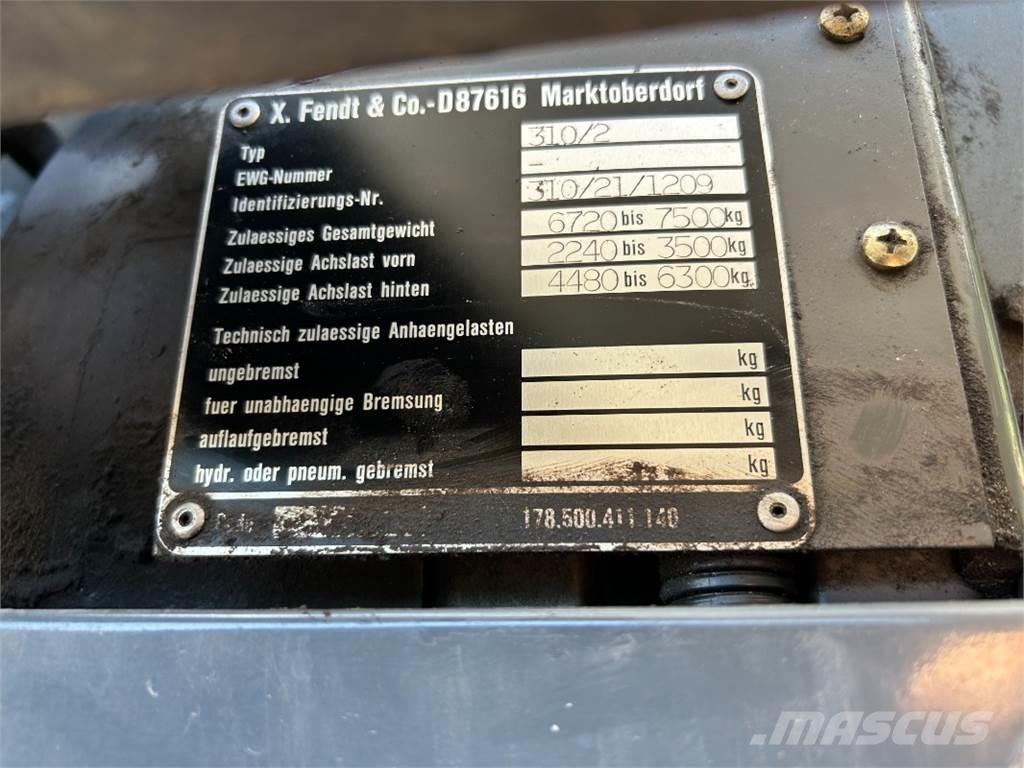 X. Fendt & Co.-D87616 Marktoberdorf
Typ 310/2
EWG-Nummer -
Identifizierungs-Nr. 310/21/1209
Zulaessiges Gesamtgewicht 6720 bis 7500 kg
Zulaessige Achslast vorn 2240 bis 3500 kg
Zulaessige Achslast hinten 4480 bis 6300 kg.
Technisch zulaessige Anhaengelasten
ungebremst kg
fuer unabhaengige Bremsung kg
auflaufgebremst kg
hydr. oder pneum. gebremst kg
178.500.411.140
MASCUS